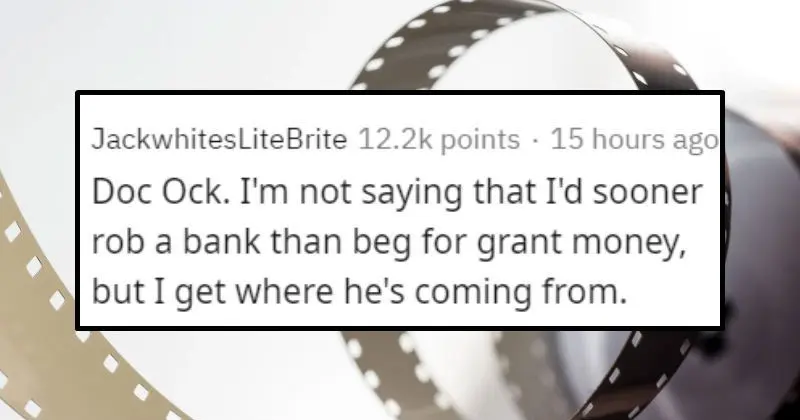 JackwhitesLiteBrite 12.2k points · 15 hours ago
Doc Ock. I'm not saying that I'd sooner
rob a bank than beg for grant money,
but I get where he's coming from.